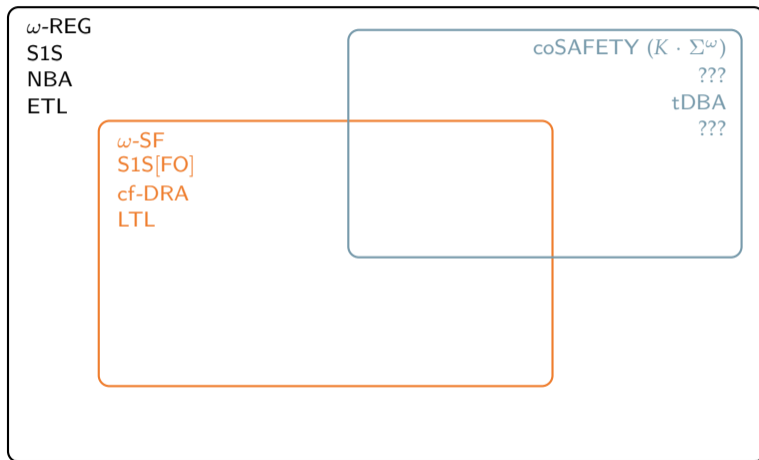 ω-REG
S1S
NBA
ETL
coSAFETY (K · Σ^ω)
???
tDBA
???
ω-SF
S1S[FO]
cf-DRA
LTL